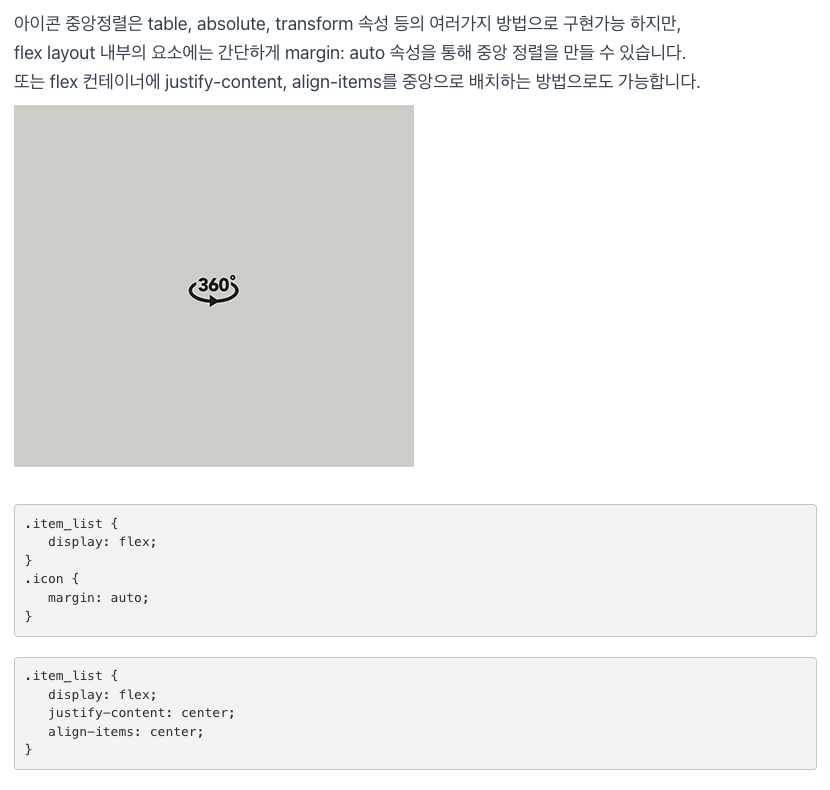 아이콘 중앙정렬은 table, absolute, transform 속성 등의 여러가지 방법으로 구현가능 하지만,
flex layout 내부의 요소에는 간단하게 margin: auto 속성을 통해 중앙 정렬을 만들 수 있습니다.
또는 flex 컨테이너에 justify-content, align-items를 중앙으로 배치하는 방법으로도 가능합니다.
360°
.item_list {
   display: flex;
}
.icon {
   margin: auto;
}
.item_list {
   display: flex;
   justify-content: center;
   align-items: center;
}